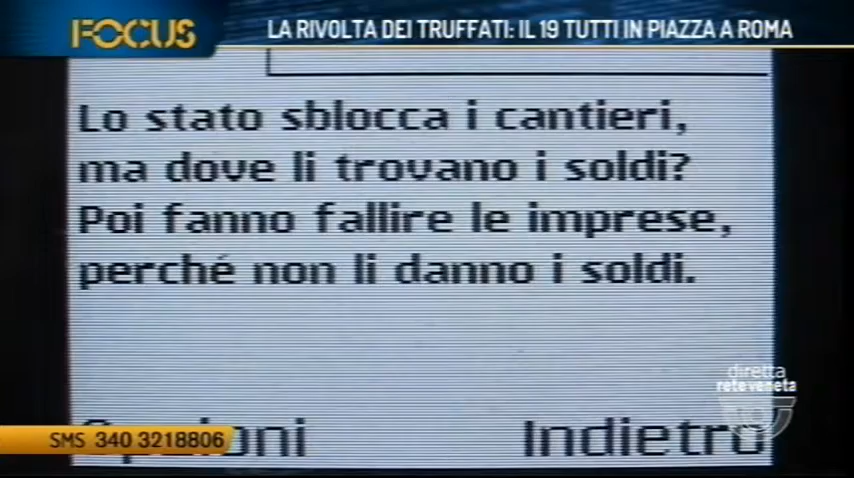 FOCUS
LA RIVOLTA DEI TRUFFATI: IL 19 TUTTI IN PIAZZA A ROMA
Lo stato sblocca i cantieri,
ma dove li trovano i soldi?
Poi fanno fallire le imprese,
perché non li danno i soldi.
diretta
reteveneta
SMS 340 3218806
Opzioni
Indietro